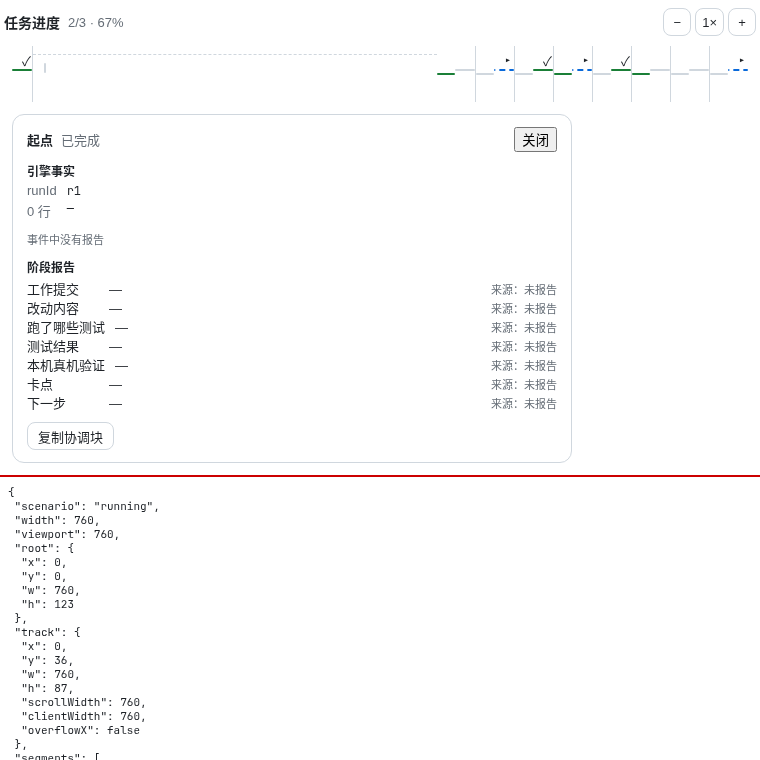 任务进度 2/3 · 67% − 1× +
✓ ▸ ✓ ▸ ✓ ▸
起点 已完成 关闭
引擎事实
runId r1
0 行 —
事件中没有报告
阶段报告
工作提交 — 来源: 未报告
改动内容 — 来源: 未报告
跑了哪些测试 — 来源: 未报告
测试结果 — 来源: 未报告
本机真机验证 — 来源: 未报告
卡点 — 来源: 未报告
下一步 — 来源: 未报告
复制协调块
{
"scenario": "running",
"width": 760,
"viewport": 760,
"root": {
"x": 0,
"y": 0,
"w": 760,
"h": 123
},
"track": {
"x": 0,
"y": 36,
"w": 760,
"h": 87,
"scrollWidth": 760,
"clientWidth": 760,
"overflowX": false
},
"segments": [